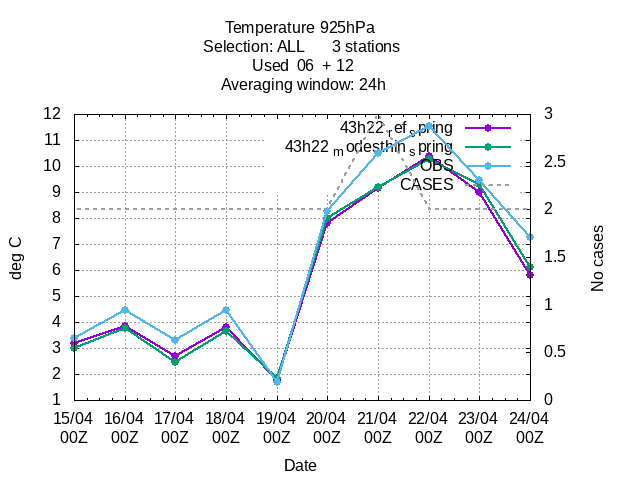 Temperature 925hPa
Selection: ALL 3 stations
Used 06 + 12
Averaging window: 24h
12 3
11
10 2.5
9
8 2
7
6 1.5
5 1
4
3 0.5
2
1 0
43h22 ref spring
43h22 modesthin spring
OBS
CASES
deg C
No cases
15/04 16/04 17/04 18/04 19/04 20/04 21/04 22/04 23/04 24/04
00Z 00Z 00Z 00Z 00Z 00Z 00Z 00Z 00Z 00Z
Date